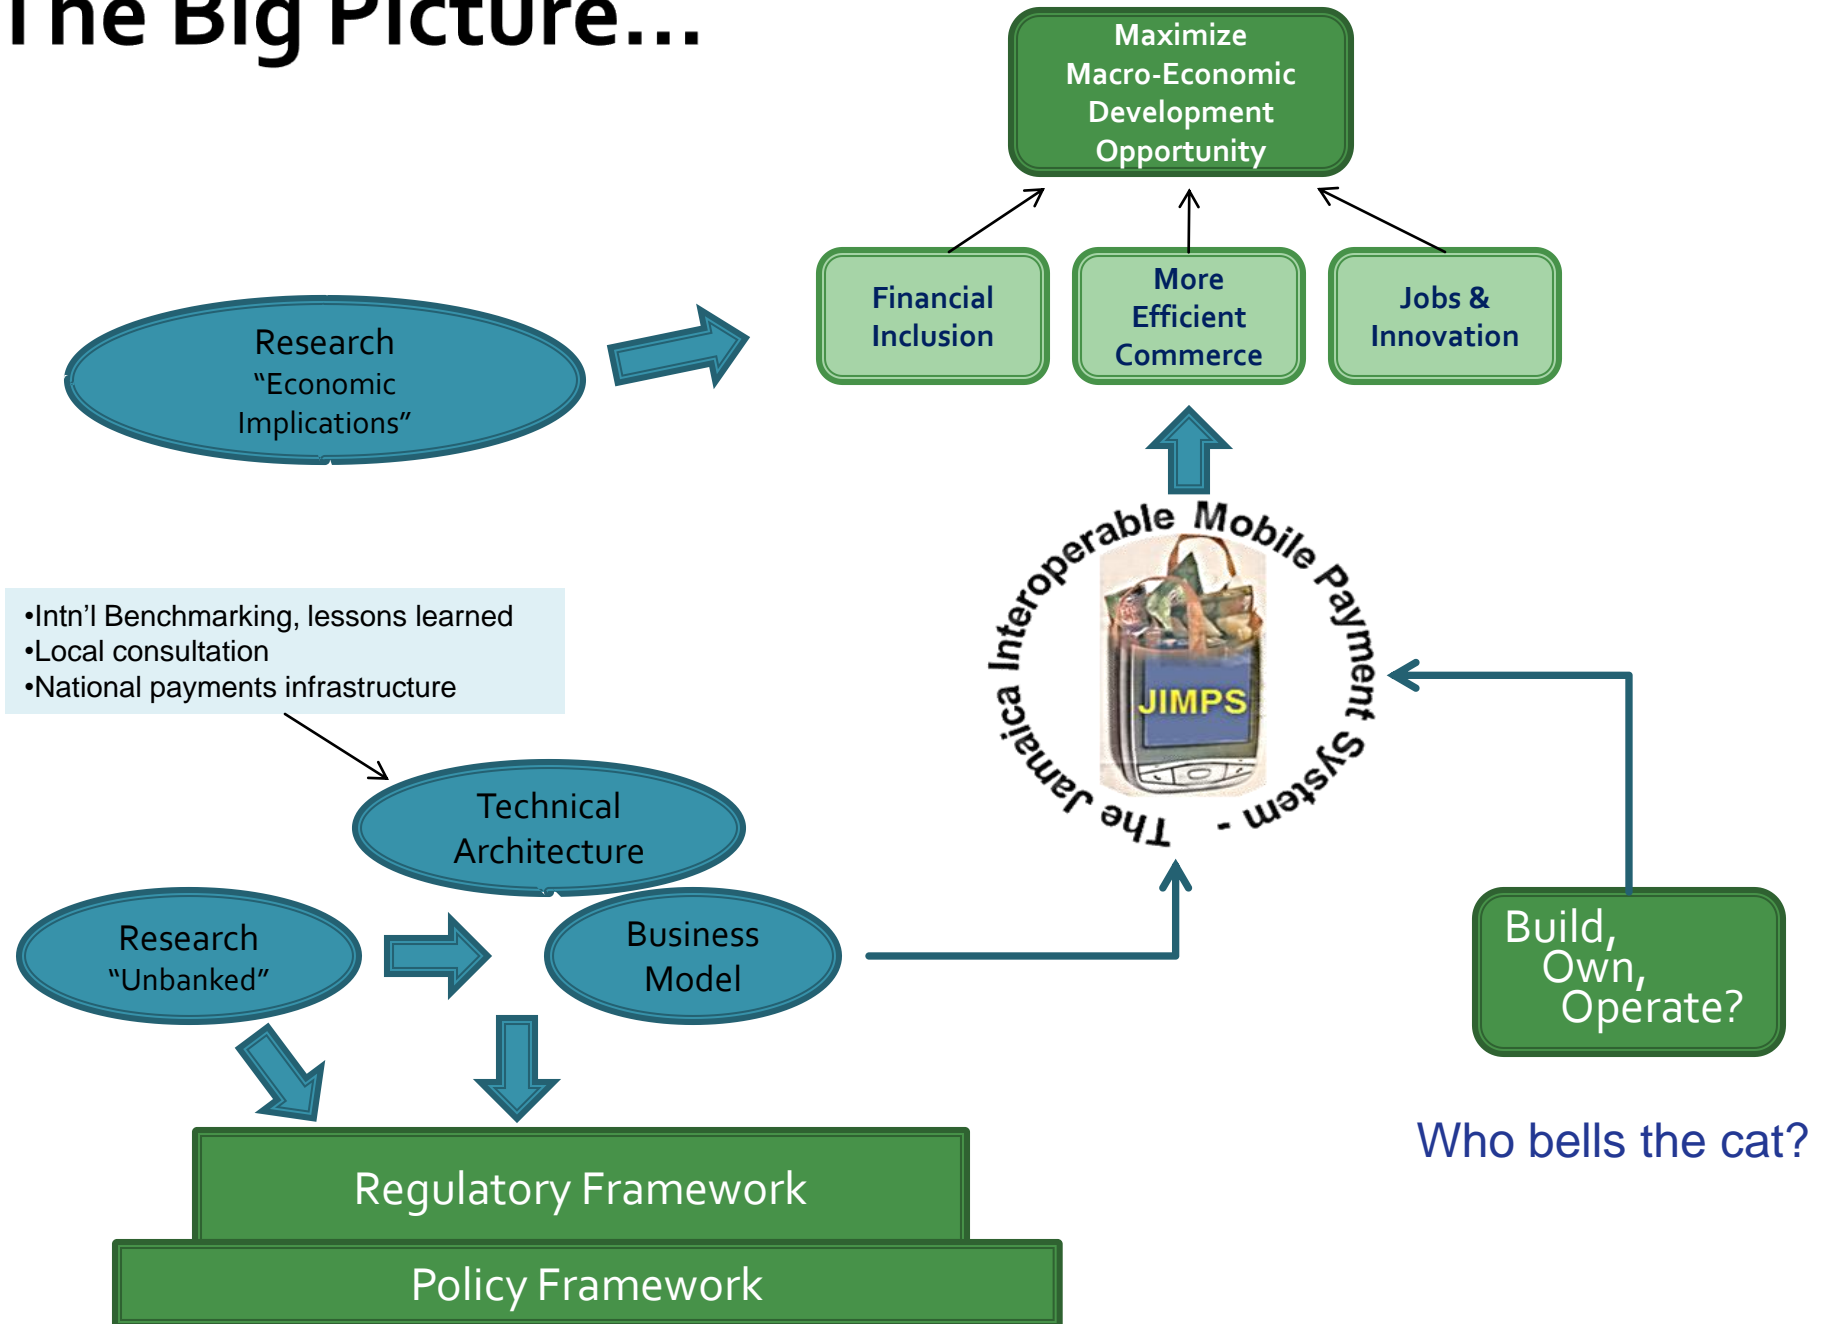 The Big Picture...
Maximize
Macro-Economic
Development
Opportunity
Financial
Inclusion
More
Efficient
Commerce
Jobs &
Innovation
Research
“Economic
Implications”
The Jamaica Interoperable Mobile Payment System -
JIMPS
•Intn’l Benchmarking, lessons learned
•Local consultation
•National payments infrastructure
Technical
Architecture
Research
“Unbanked”
Business
Model
Build,
Own,
Operate?
Who bells the cat?
Regulatory Framework
Policy Framework